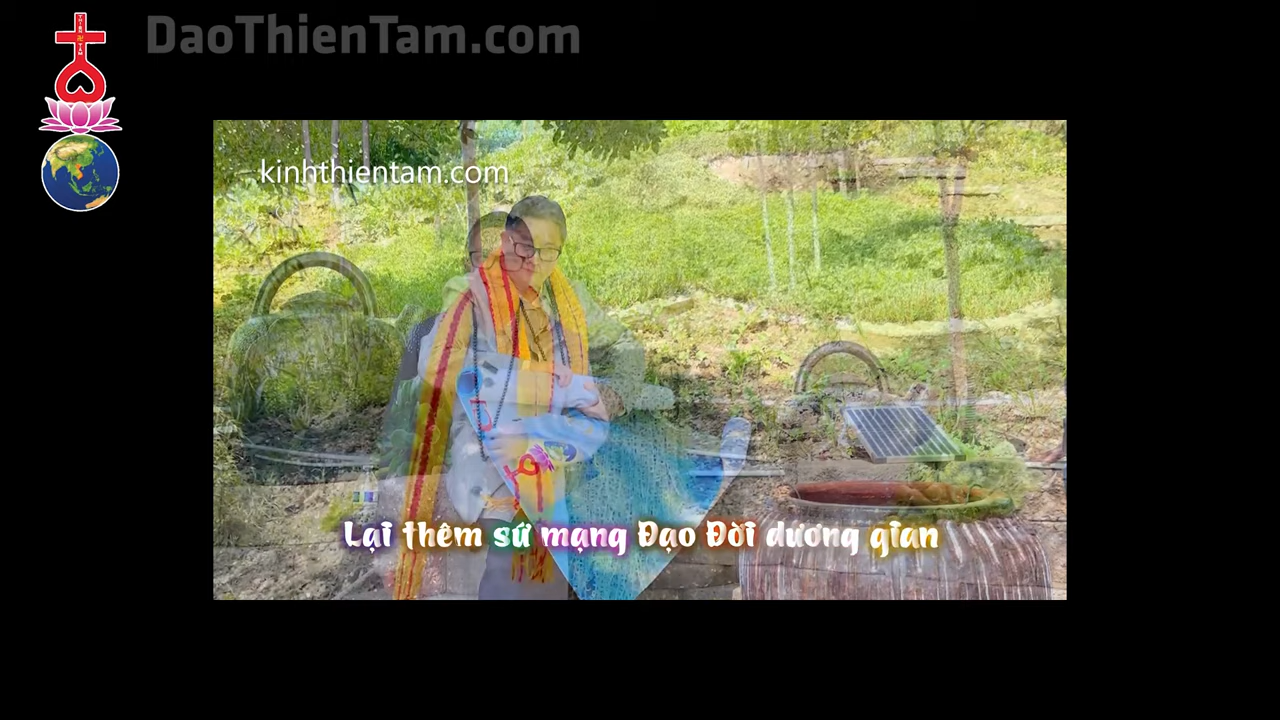 DaoThienTam.com
kinhthientam.com
Lại thêm sứ mạng Đạo Đời dương gian